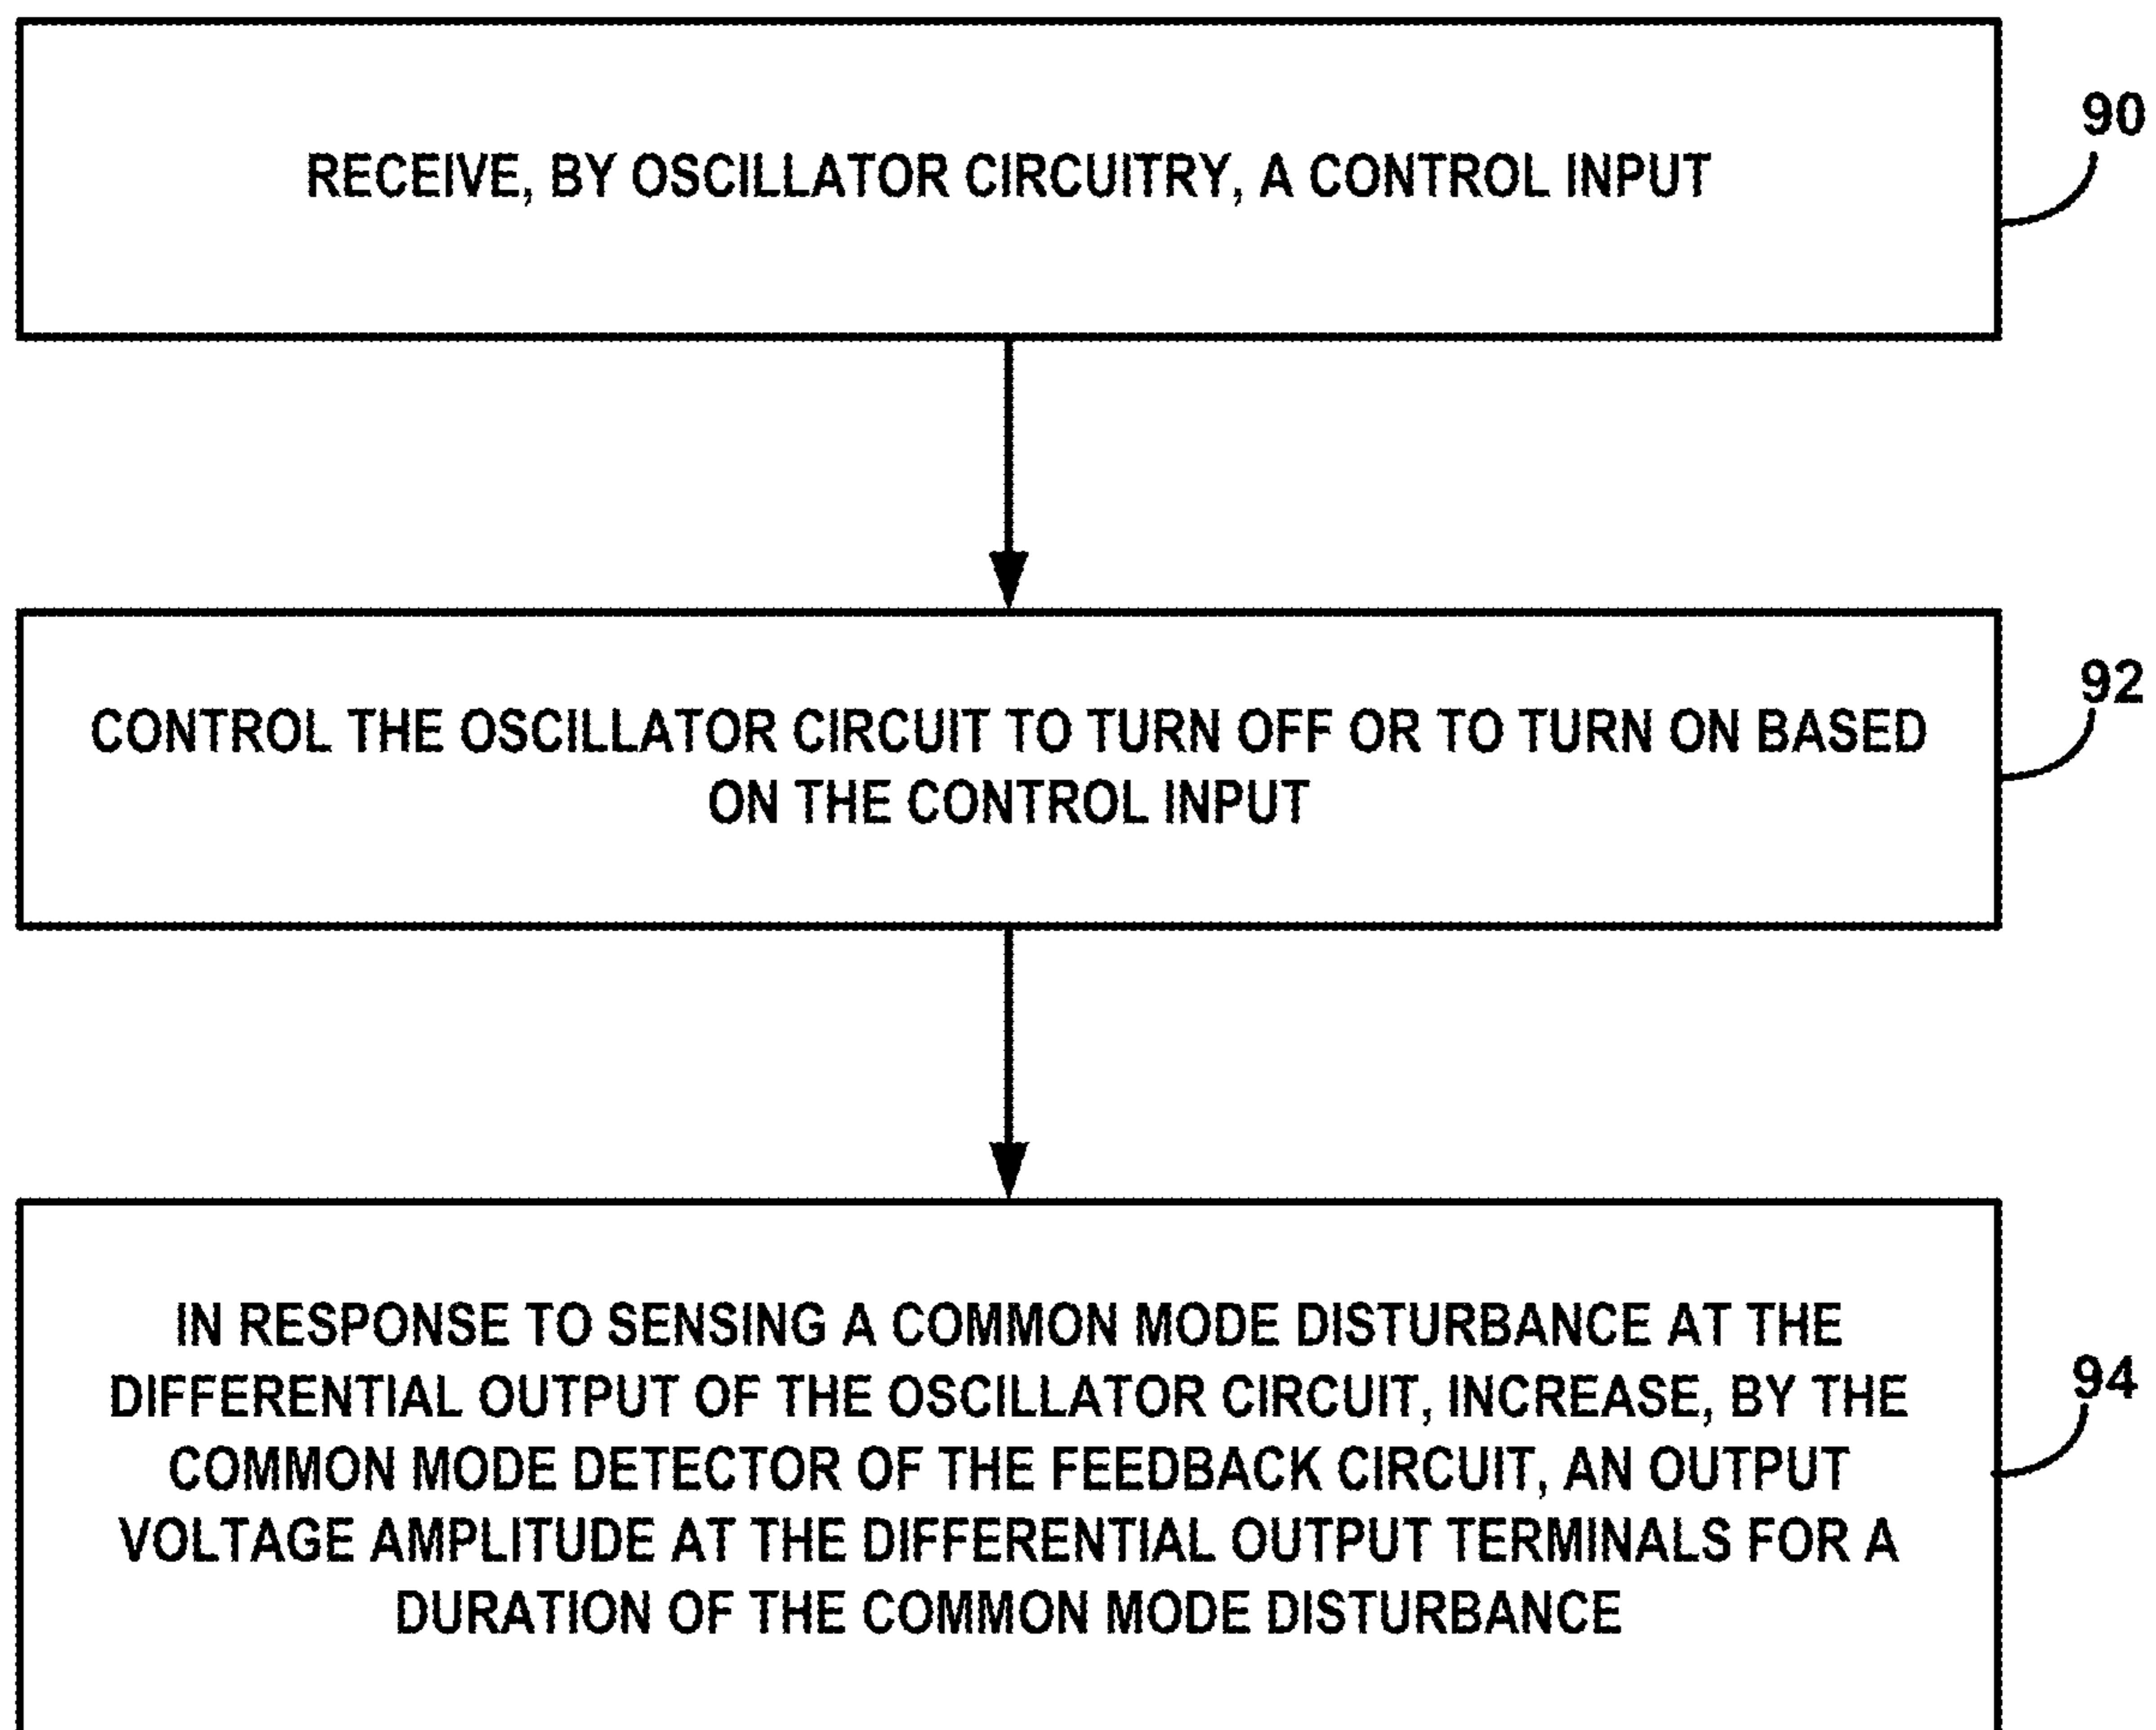 RECEIVE, BY OSCILLATOR CIRCUITRY, A CONTROL INPUT
90
CONTROL THE OSCILLATOR CIRCUIT TO TURN OFF OR TO TURN ON BASED
ON THE CONTROL INPUT
92
IN RESPONSE TO SENSING A COMMON MODE DISTURBANCE AT THE
DIFFERENTIAL OUTPUT OF THE OSCILLATOR CIRCUIT, INCREASE, BY THE
COMMON MODE DETECTOR OF THE FEEDBACK CIRCUIT, AN OUTPUT
VOLTAGE AMPLITUDE AT THE DIFFERENTIAL OUTPUT TERMINALS FOR A
DURATION OF THE COMMON MODE DISTURBANCE
94